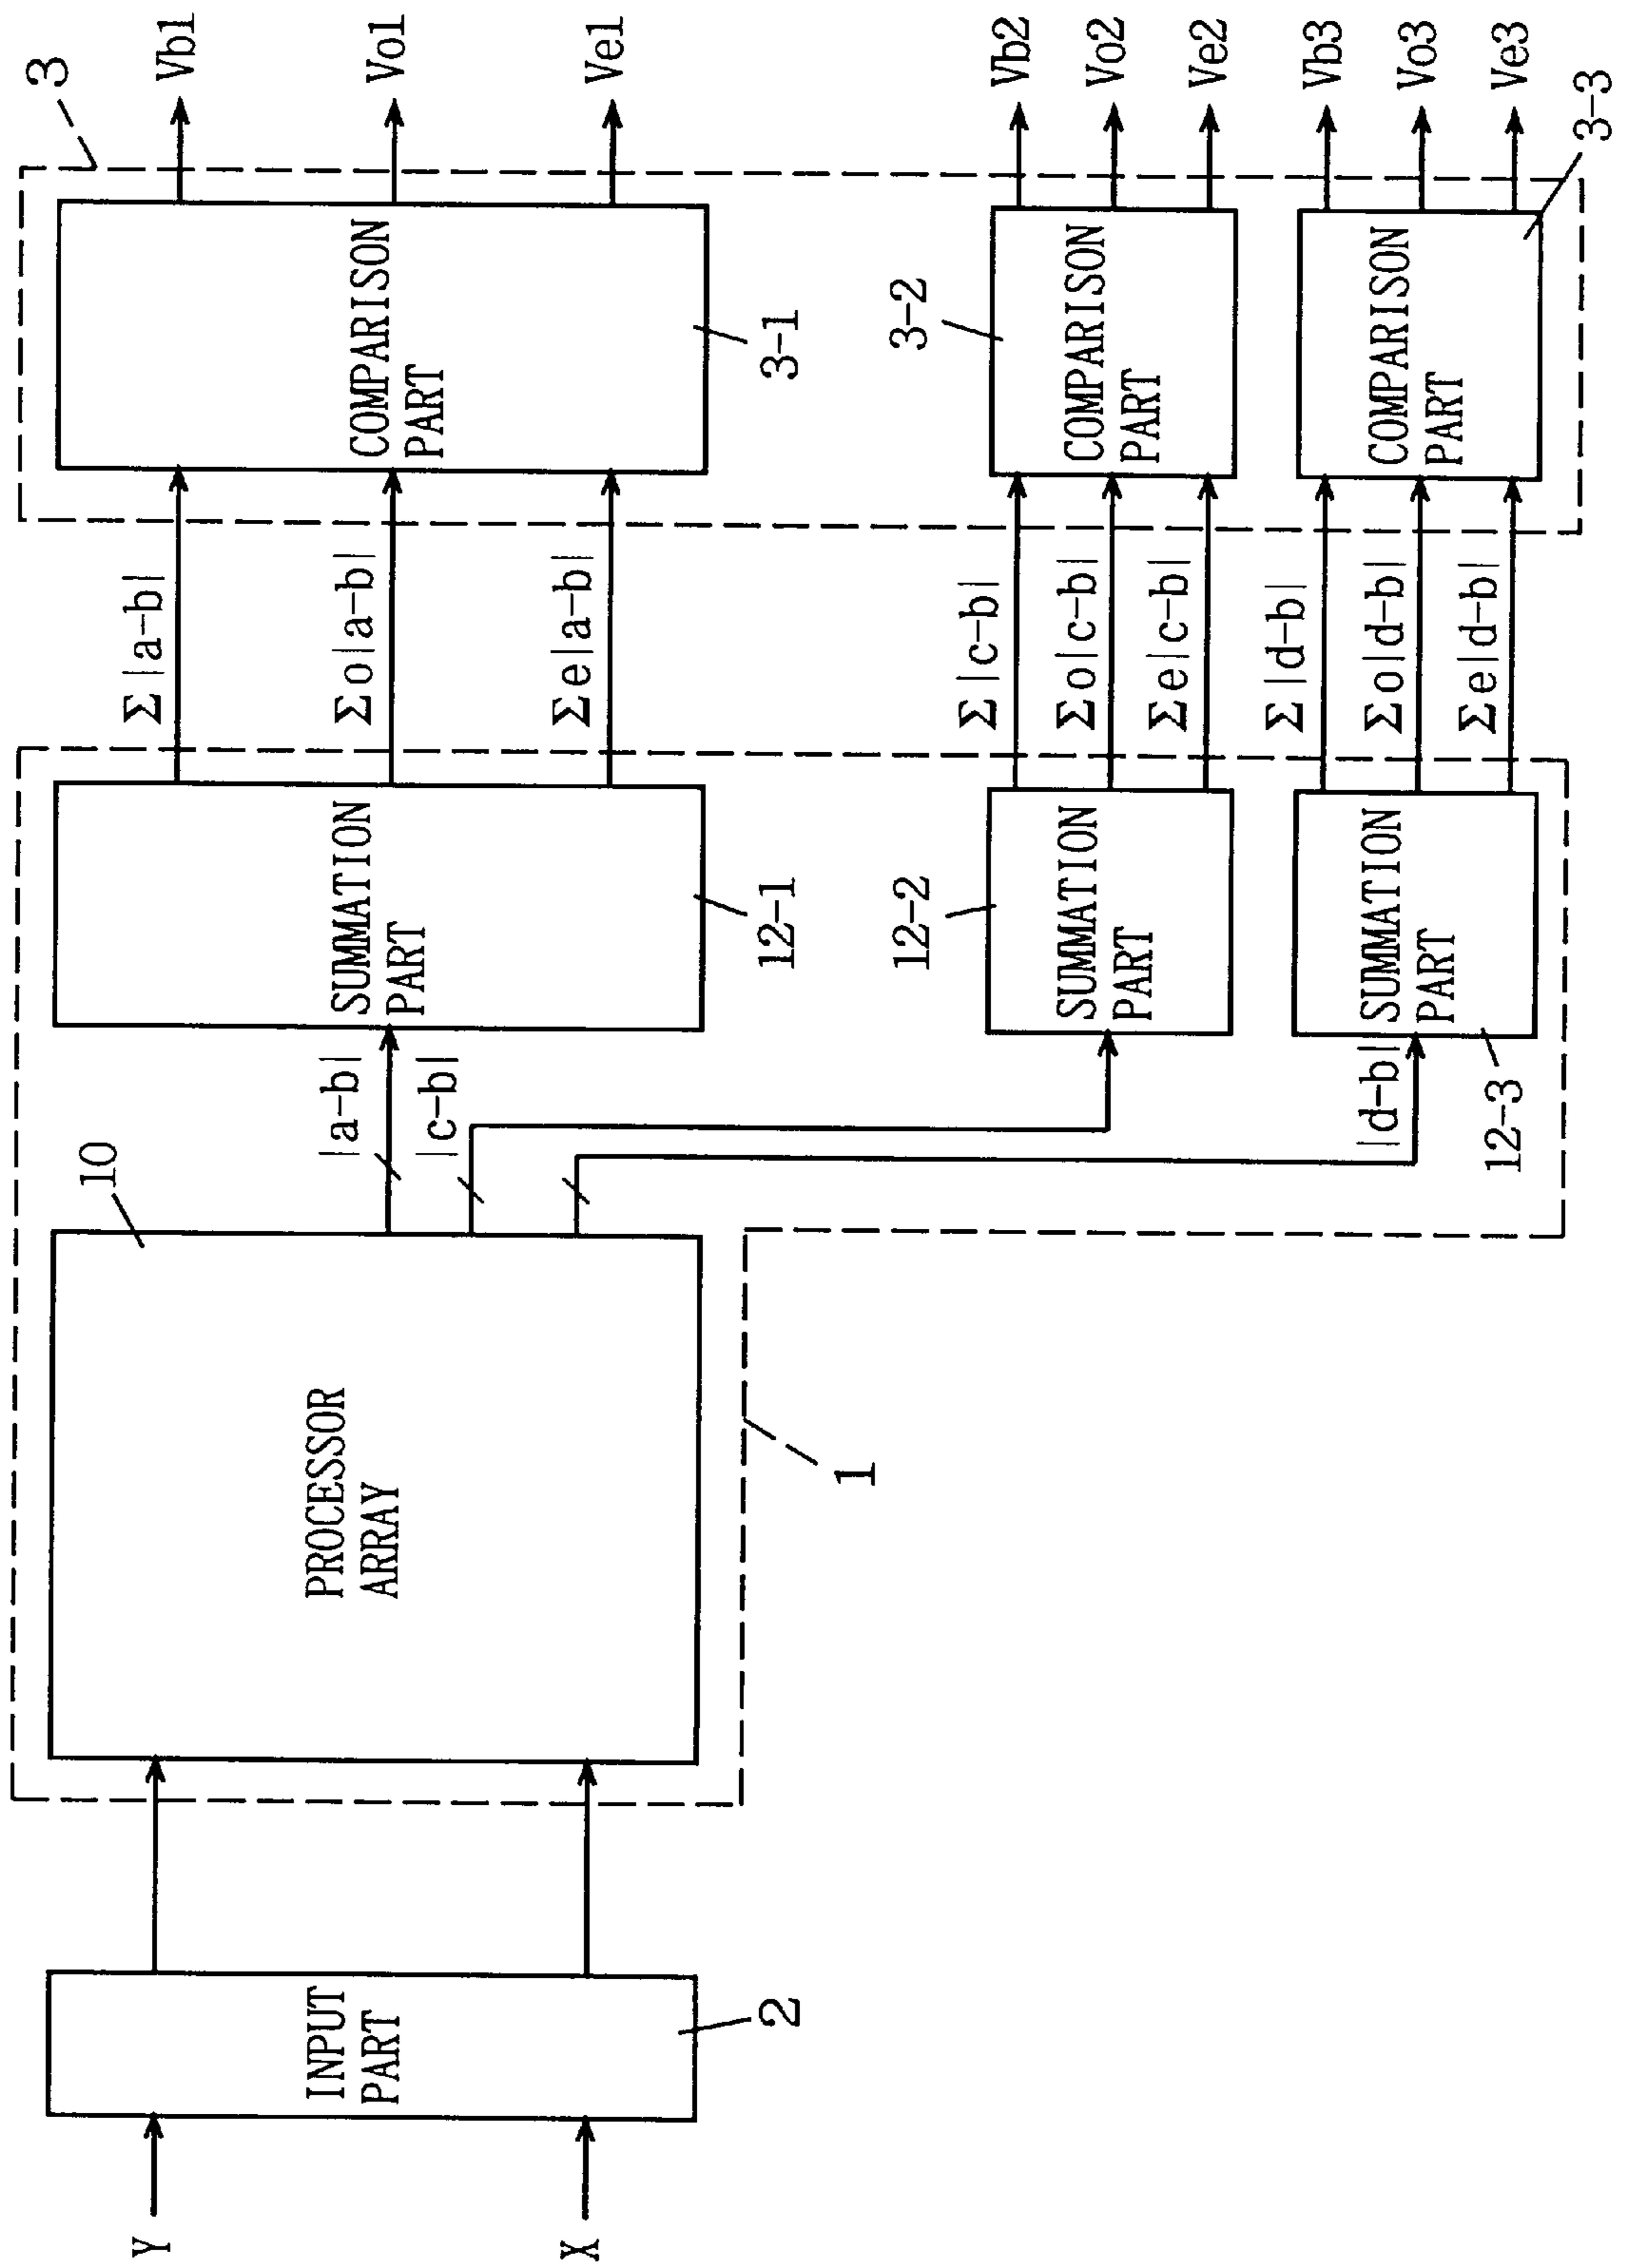 Y
X
INPUT
PART
2
PROCESSOR
ARRAY
10
1
|a-b|
|c-b|
|d-b|
SUMMATION
PART
12-1
SUMMATION
PART
12-2
SUMMATION
PART
12-3
Σ|a-b|
Σo|a-b|
Σe|a-b|
Σ|c-b|
Σo|c-b|
Σe|c-b|
Σ|d-b|
Σo|d-b|
Σe|d-b|
COMPARISON
PART
3-1
COMPARISON
PART
3-2
COMPARISON
PART
3-3
3
Vb1
Vo1
Ve1
Vb2
Vo2
Ve2
Vb3
Vo3
Ve3